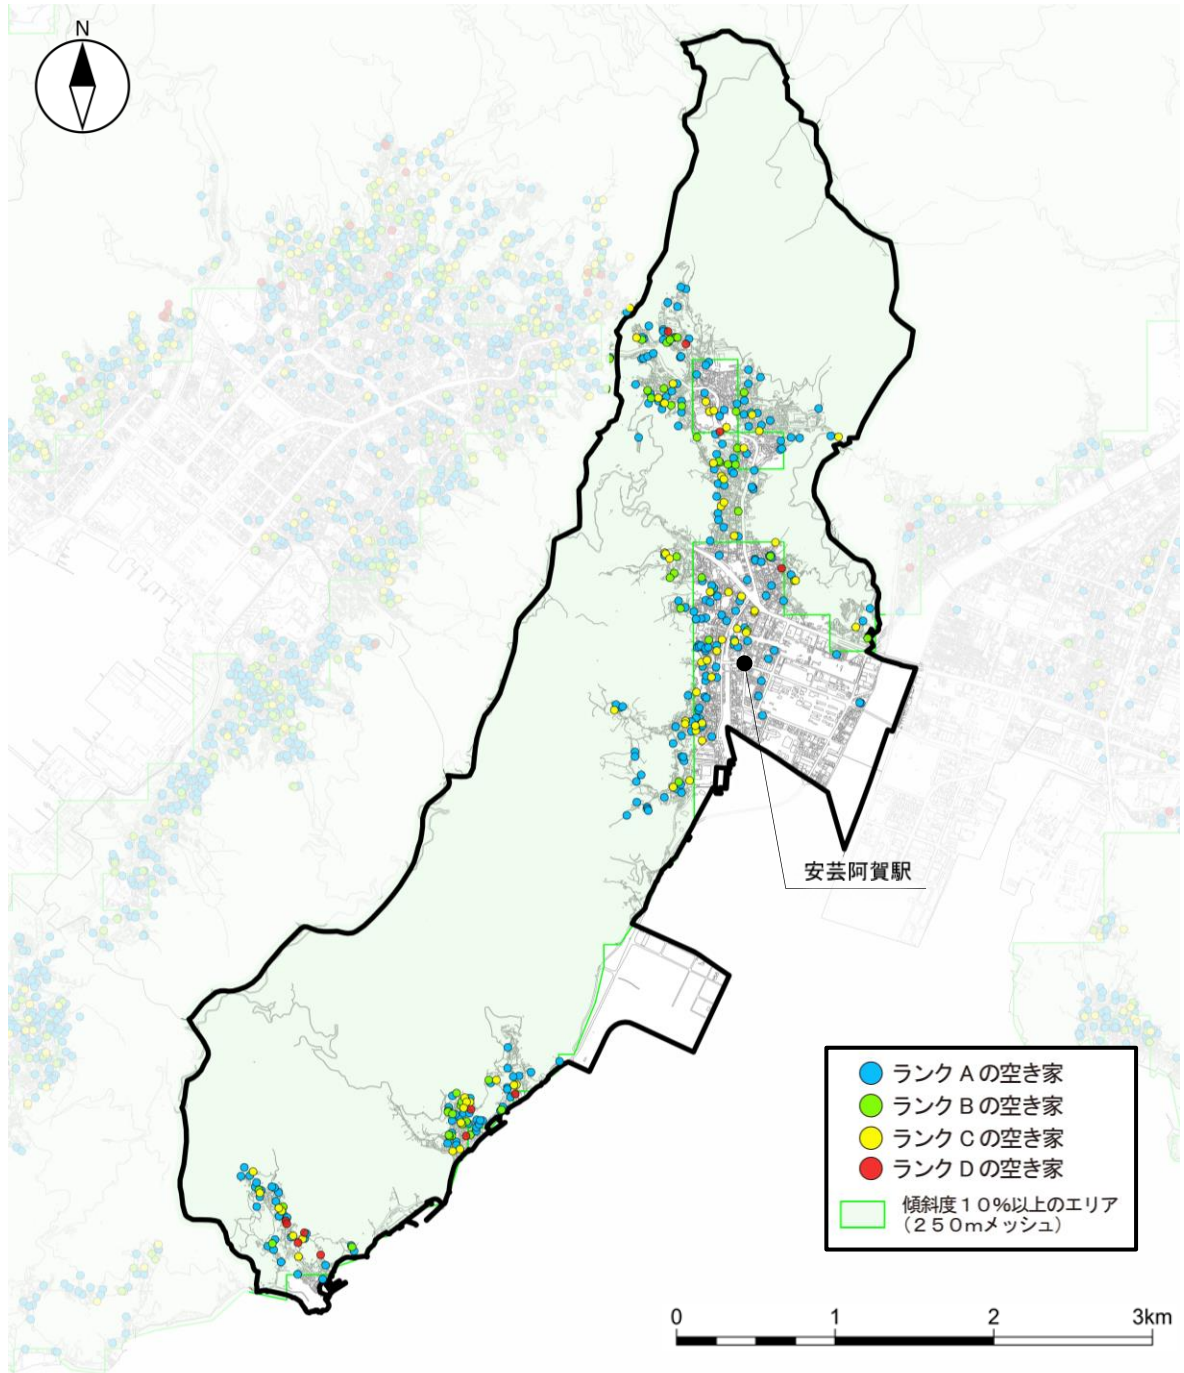 N
安芸阿賀駅
ランクAの空き家
ランクBの空き家
ランクCの空き家
ランクDの空き家
傾斜度10%以上のエリア
(250mメッシュ)
0 1 2 3km